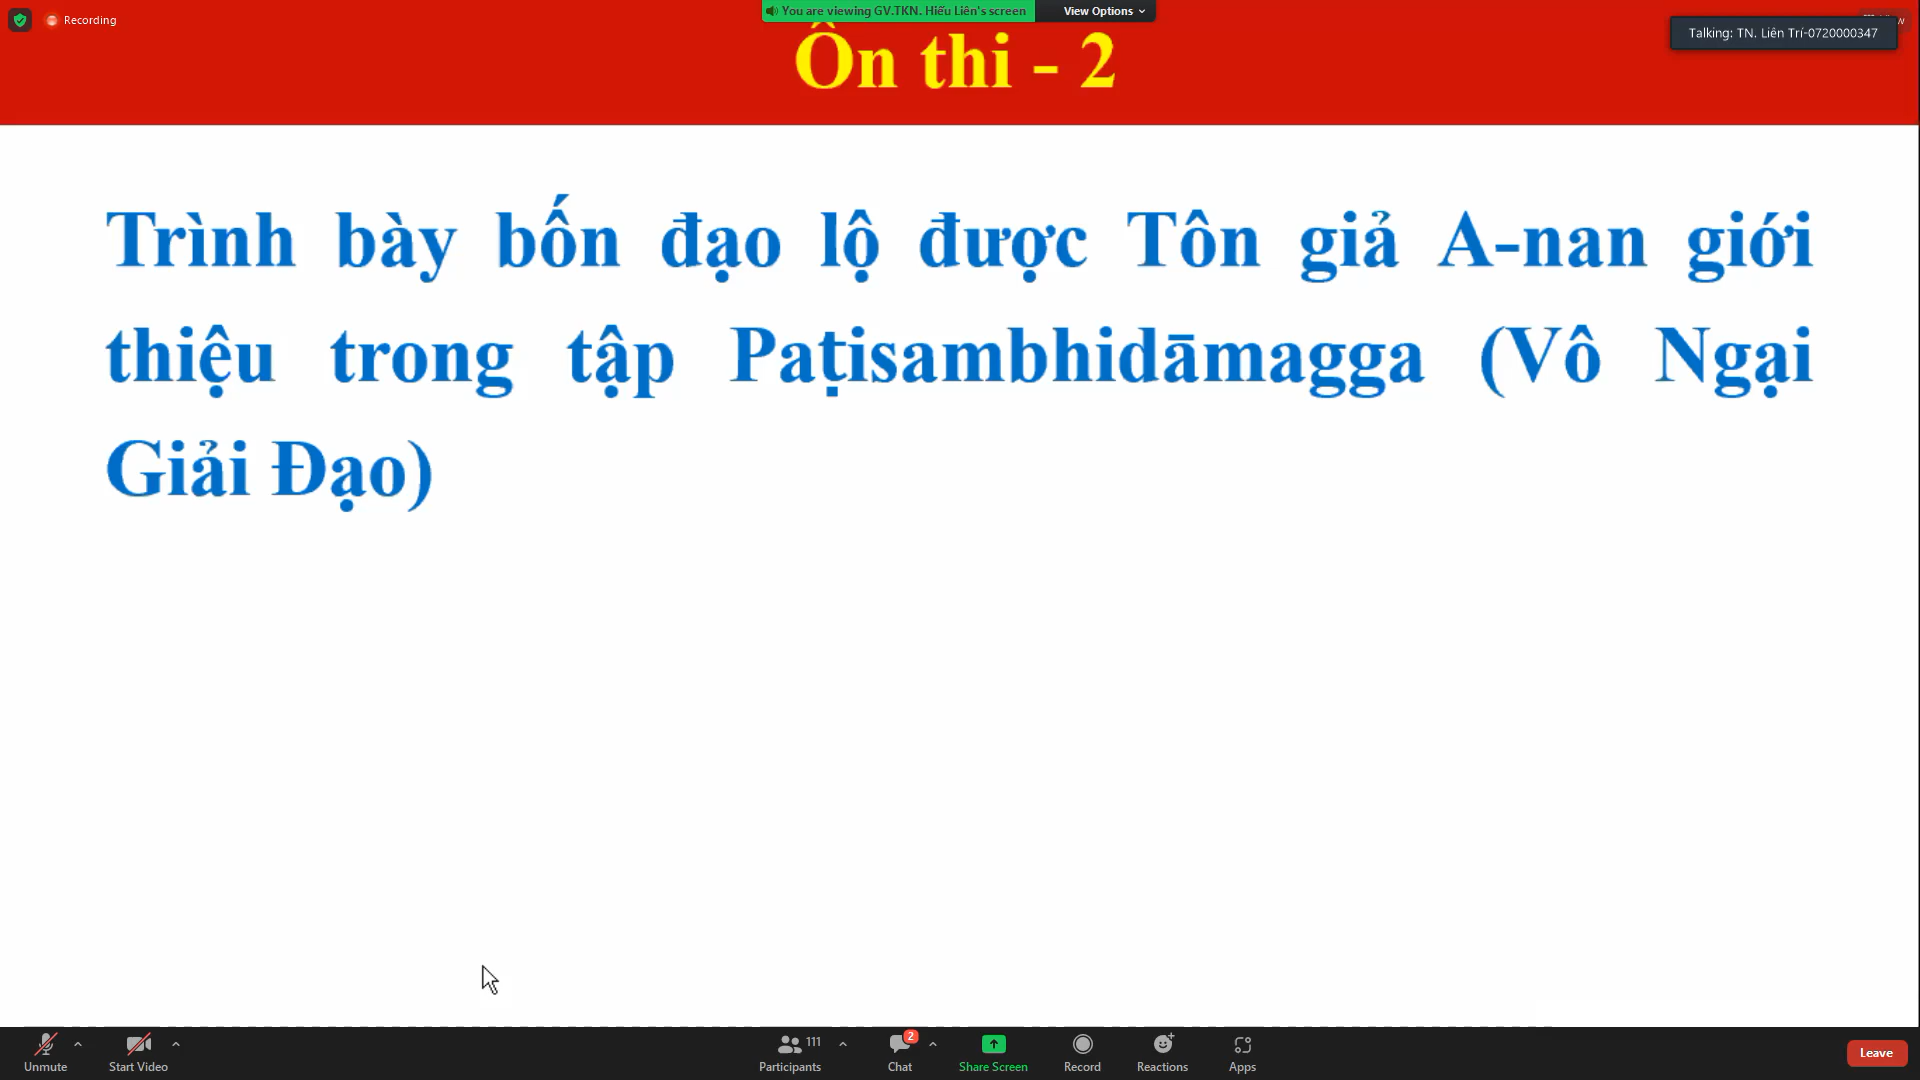 Recording
You are viewing GV.TKN. Hiếu Liên's screen
View Options
Talking: TN. Liên Trí-0720000347
Ôn thi - 2
Trình bày bốn đạo lộ được Tôn giả A-nan giới
thiệu trong tập Paṭisambhidāmagga (Vô Ngại
Giải Đạo)
Unmute
Start Video
111
Participants
2
Chat
Share Screen
Record
Reactions
Apps
Leave